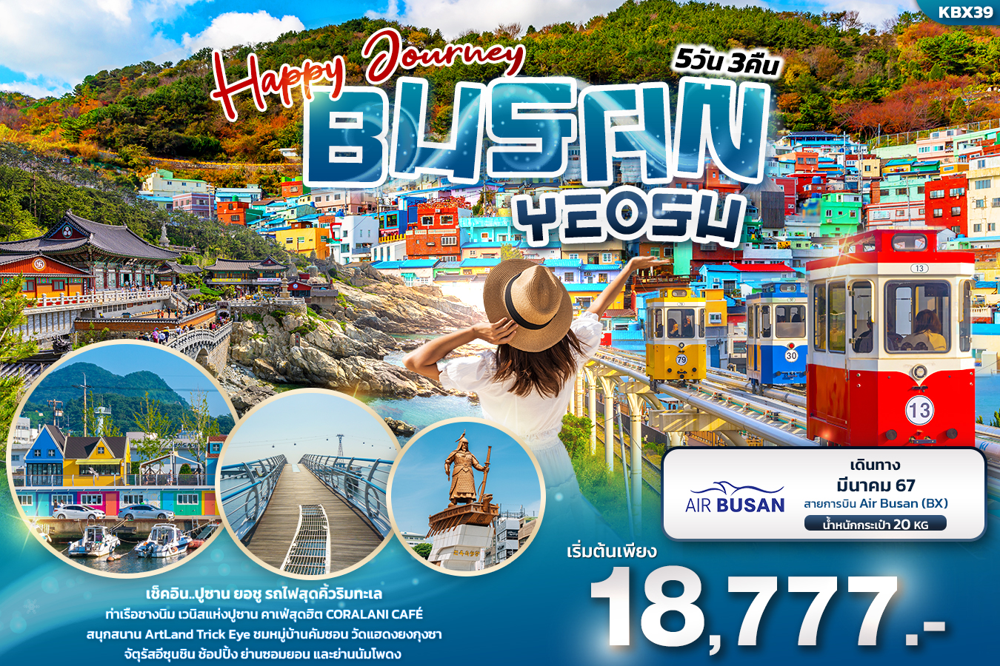 KBX39
Happy Journey
5วัน 3คืน
BUSAN
YEOSU
13
79
30
13
เดินทาง
มีนาคม 67
AIR BUSAN
สายการบิน Air Busan (BX)
น้ำหนักกระเป๋า 20 KG
เริ่มต้นเพียง
18,777.-
เช็คอิน..ปูซาน ยอซู รถไฟสุดคิ้วริมทะเล
ท่าเรือชางนิม เวนิสแห่งปูซาน คาเฟ่สุดฮิต CORALANI CAFÉ
สนุกสนาน ArtLand Trick Eye ชมหมู่บ้านคัมชอน วัดแฮดงยงกุงซา
จัตุรัสอีซุนชิน ช้อปปิ้ง ย่านซอมยอน และย่านนัมโพดง